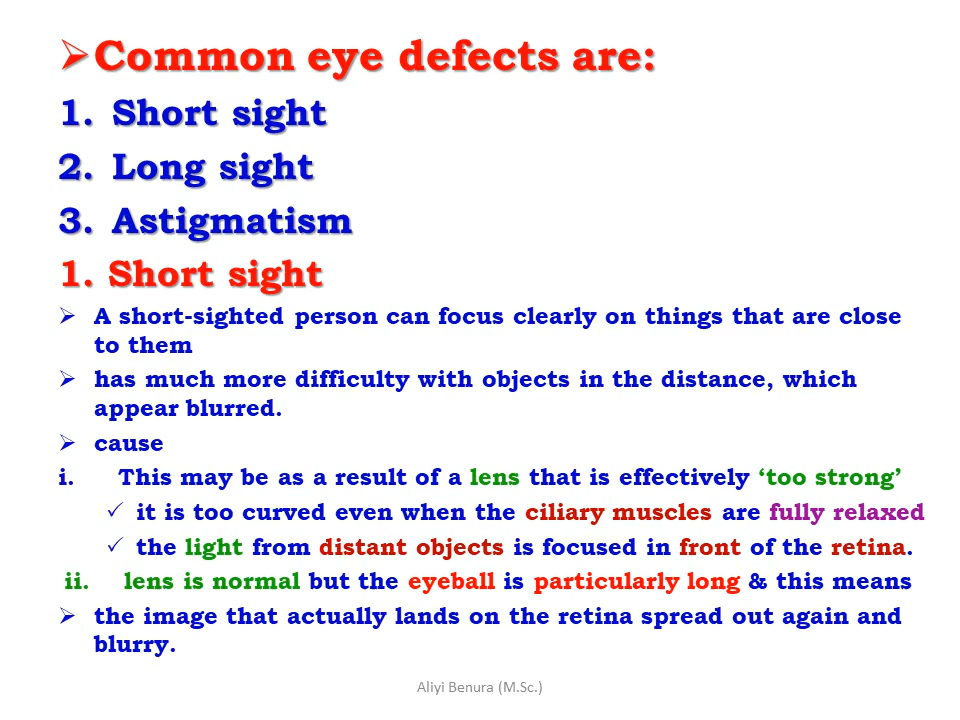 ➢Common eye defects are:
1. Short sight
2. Long sight
3. Astigmatism
1. Short sight
➢ A short-sighted person can focus clearly on things that are close
to them
➢ has much more difficulty with objects in the distance, which
appear blurred.
➢ cause
i. This may be as a result of a lens that is effectively ‘too strong’
✓ it is too curved even when the ciliary muscles are fully relaxed
✓ the light from distant objects is focused in front of the retina.
ii. lens is normal but the eyeball is particularly long & this means
➢ the image that actually lands on the retina spread out again and
blurry.
Aliyi Benura (M.Sc.)